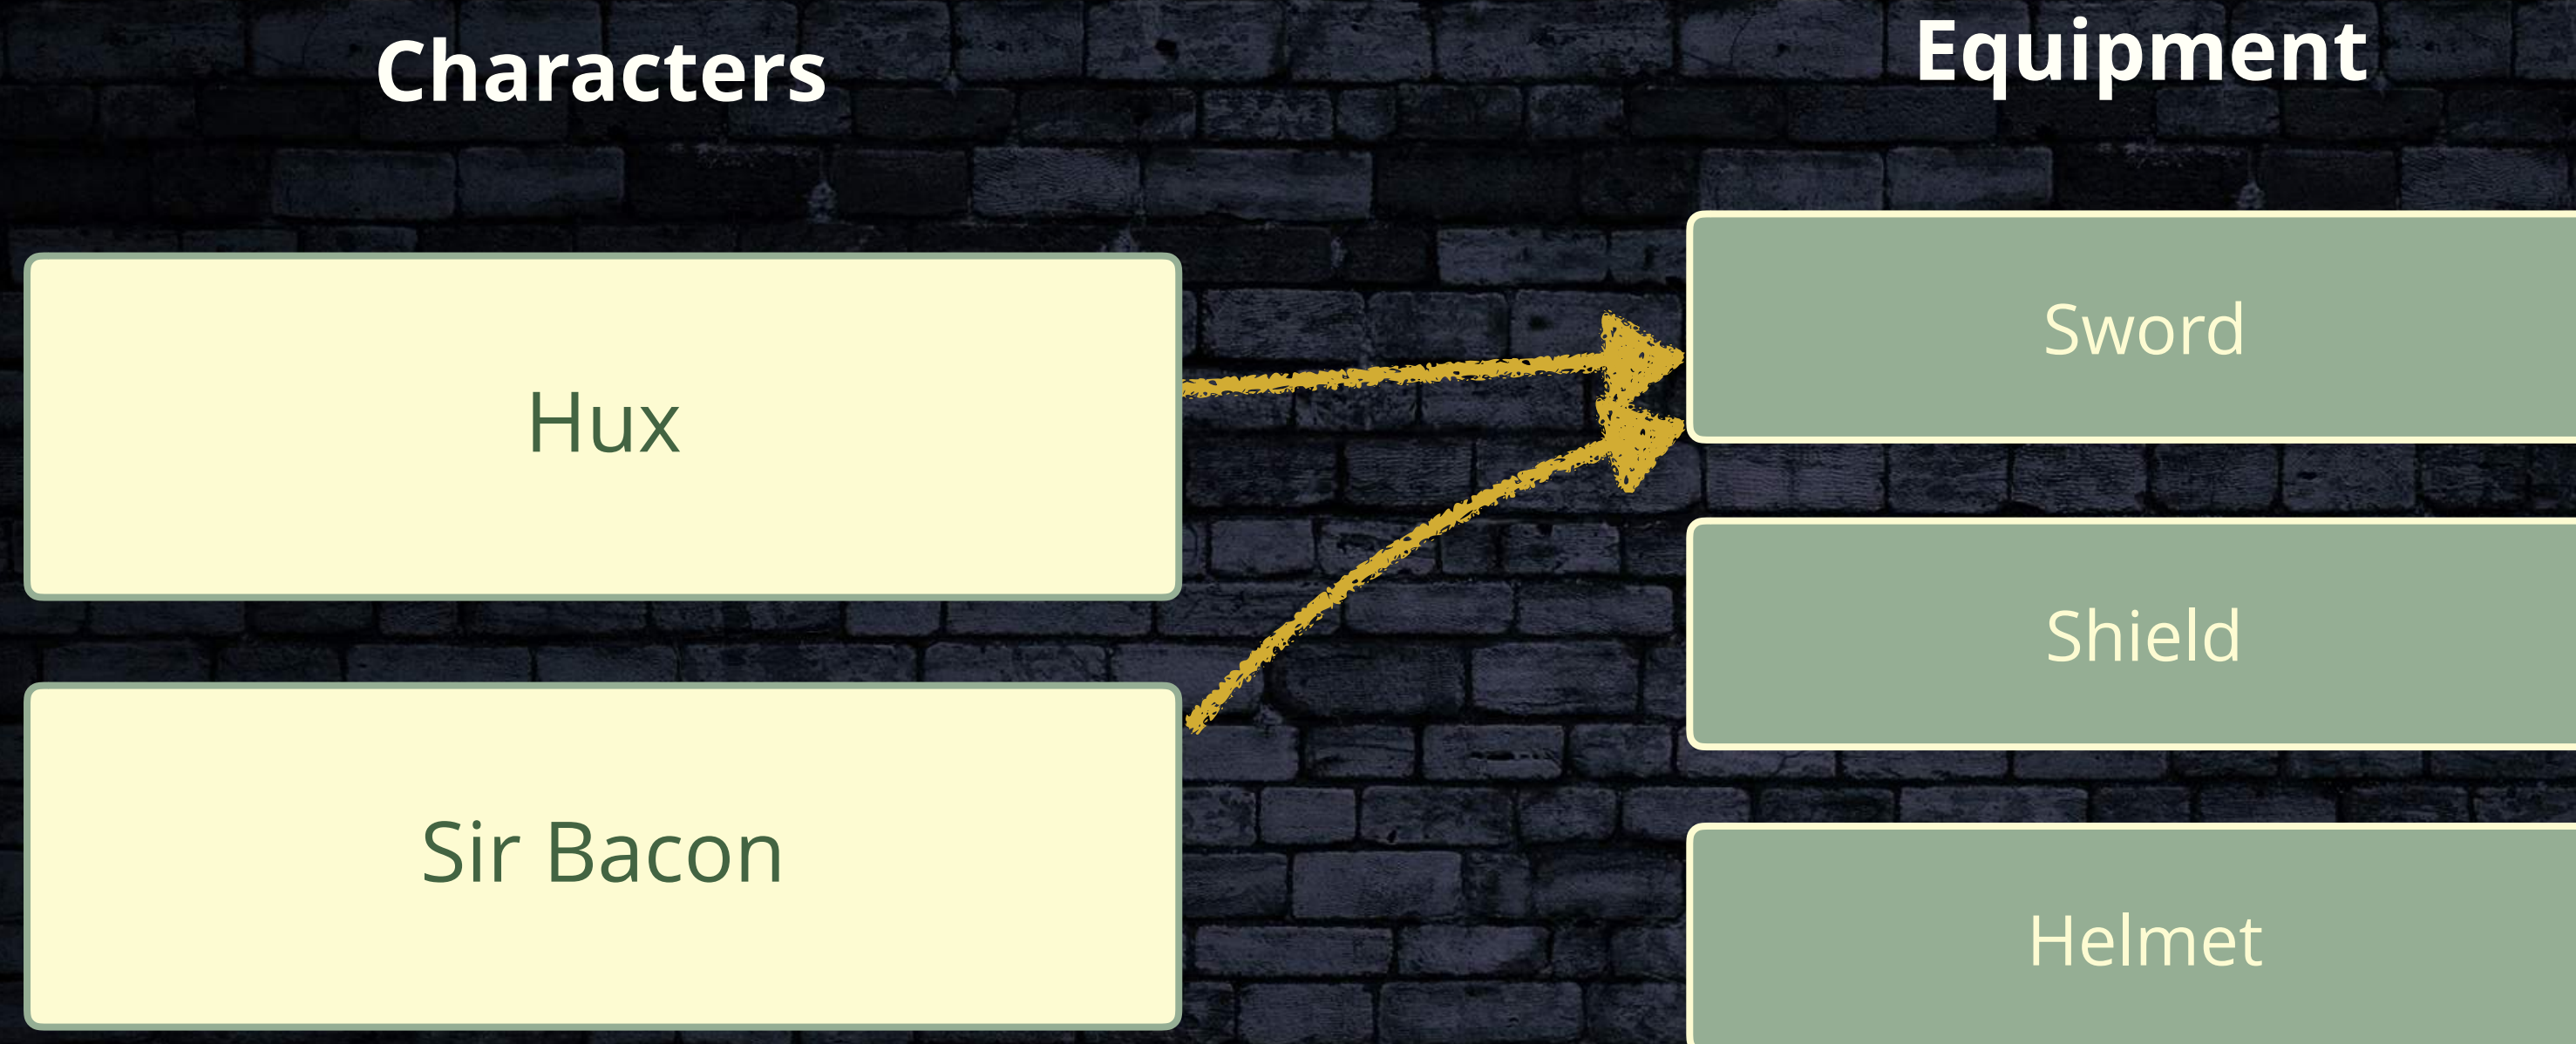 Characters
Equipment
Hux
Sword
Shield
Sir Bacon
Helmet